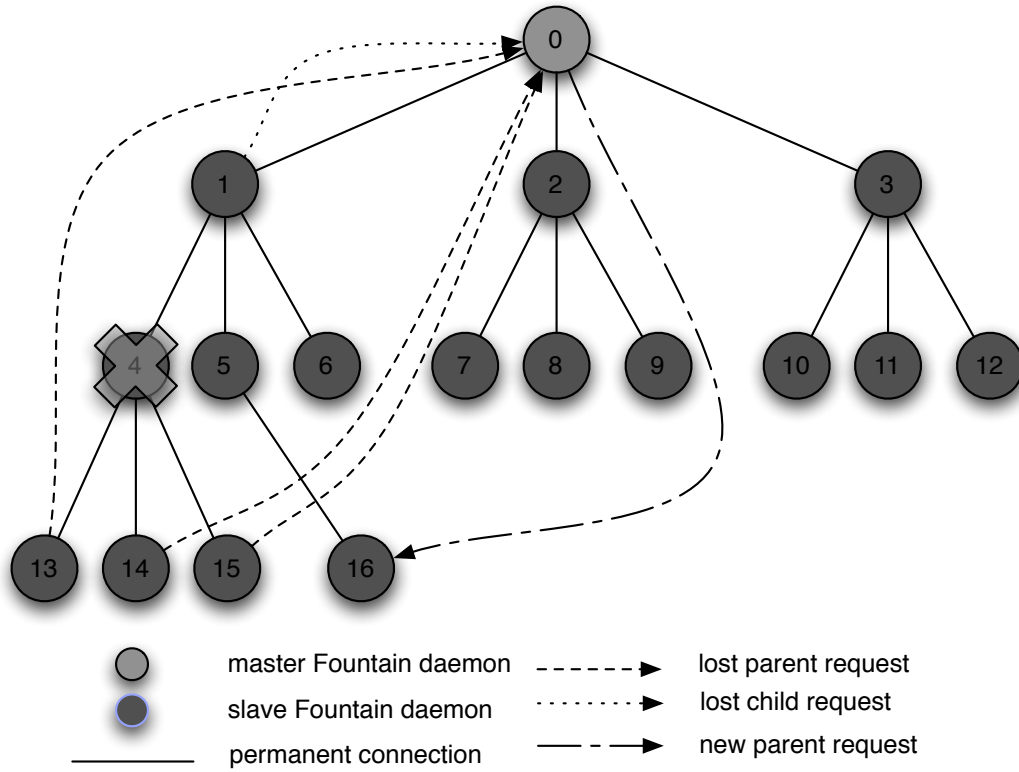 0
1 2 3
4 5 6 7 8 9 10 11 12
13 14 15 16
master Fountain daemon lost parent request
slave Fountain daemon lost child request
permanent connection new parent request